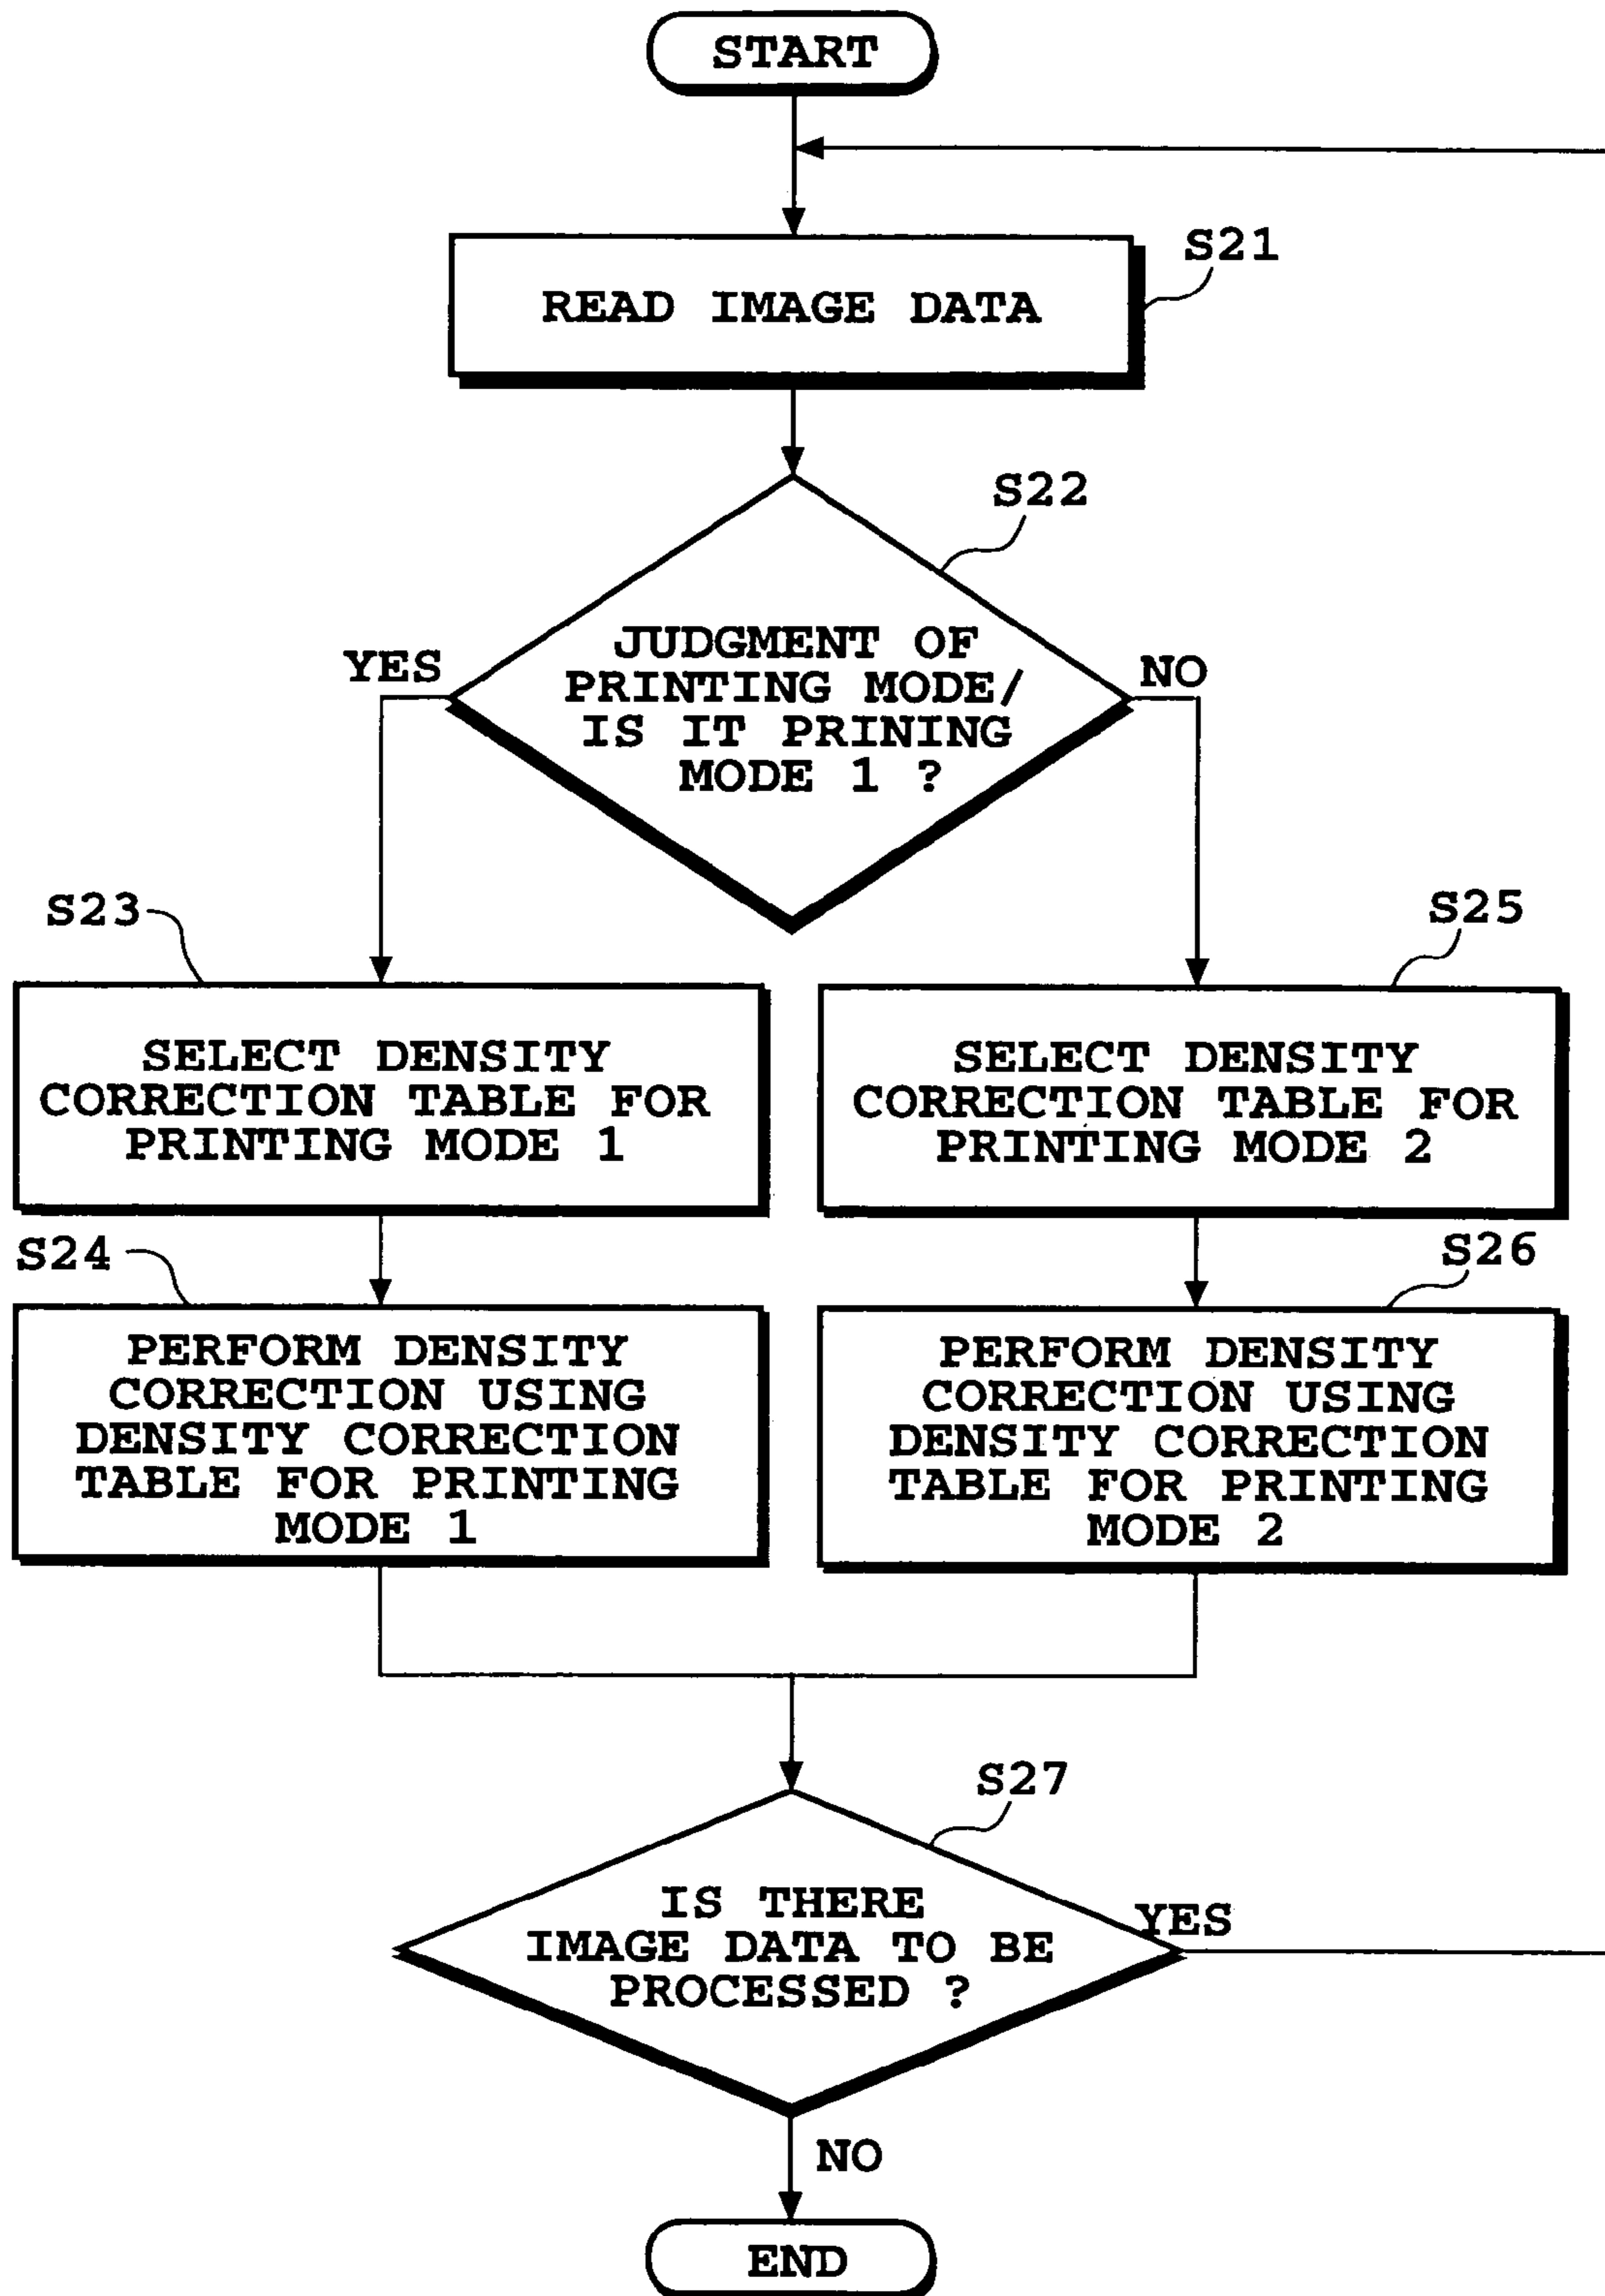 START
S21
READ IMAGE DATA
S22
JUDGMENT OF
PRINTING MODE/
IS IT PRINING
MODE 1 ?
YES
NO
S23
SELECT DENSITY
CORRECTION TABLE FOR
PRINTING MODE 1
S25
SELECT DENSITY
CORRECTION TABLE FOR
PRINTING MODE 2
S24
PERFORM DENSITY
CORRECTION USING
DENSITY CORRECTION
TABLE FOR PRINTING
MODE 1
S26
PERFORM DENSITY
CORRECTION USING
DENSITY CORRECTION
TABLE FOR PRINTING
MODE 2
S27
IS THERE
IMAGE DATA TO BE
PROCESSED ?
YES
NO
END